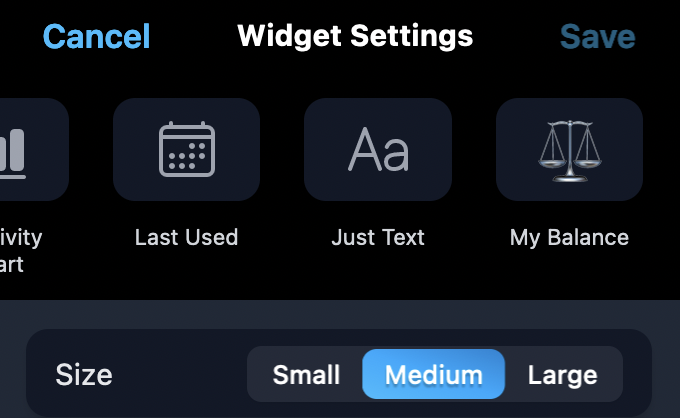 Cancel Widget Settings Save
Aa
ivity Last Used Just Text My Balance
art
Size Small Medium Large